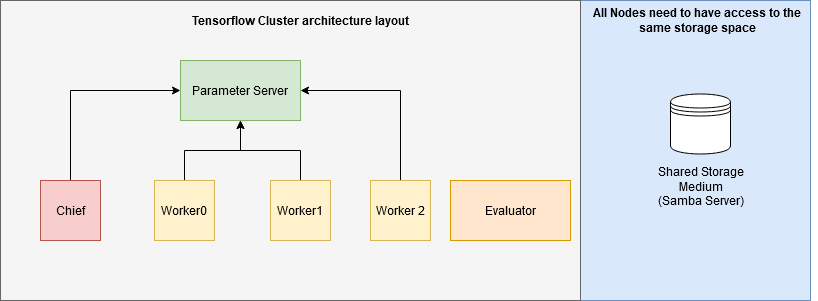 Tensorflow Cluster architecture layout
All Nodes need to have access to the
same storage space
Parameter Server
Chief
Worker0
Worker1
Worker 2
Evaluator
Shared Storage
Medium
(Samba Server)